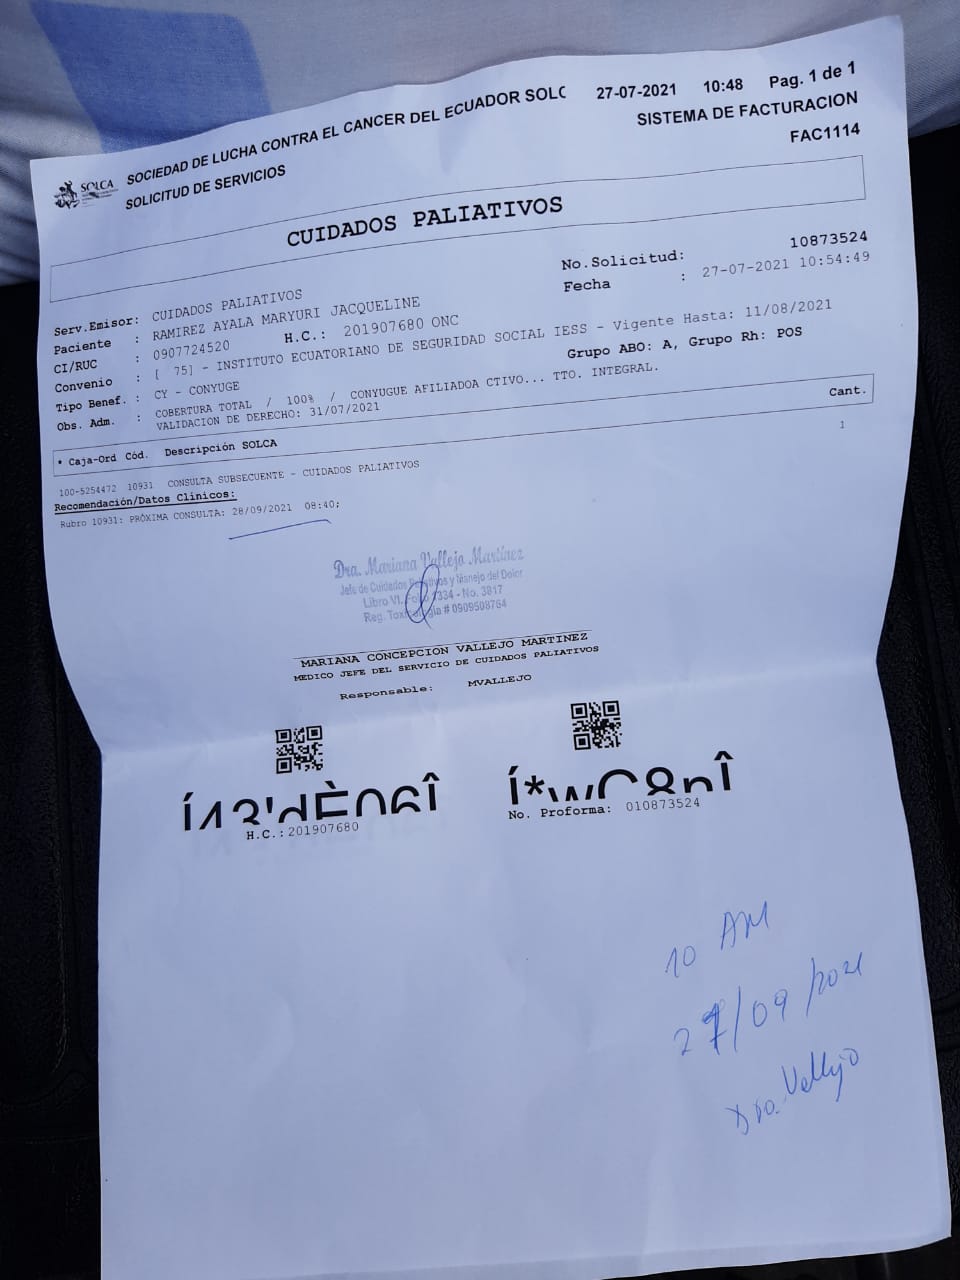 SOLCA
SOCIEDAD DE LUCHA CONTRA EL CANCER DEL ECUADOR SOLC 27-07-2021 10:48 Pag. 1 de 1
SOLICITUD DE SERVICIOS SISTEMA DE FACTURACION
FAC1114
CUIDADOS PALIATIVOS
No.Solicitud: 10873524
Fecha : 27-07-2021 10:54:49
Serv.Emisor: CUIDADOS PALIATIVOS
Paciente : RAMIREZ AYALA MARYURI JACQUELINE
CI/RUC : 0907724520 H.C.: 201907680 ONC
Convenio : [ 75] - INSTITUTO ECUATORIANO DE SEGURIDAD SOCIAL IESS - Vigente Hasta: 11/08/2021
Tipo Benef. : CY - CONYUGE Grupo ABO: A, Grupo Rh: POS
Obs. Adm. : COBERTURA TOTAL / 100% / CONYUGUE AFILIADOA CTIVO... TTO. INTEGRAL.
VALIDACION DE DERECHO: 31/07/2021
* Caja-Ord Cód. Descripción SOLCA Cant.
100-5254472 10931 CONSULTA SUBSECUENTE - CUIDADOS PALIATIVOS 1
Recomendación/Datos Clínicos:
Rubro 10931: PRÓXIMA CONSULTA: 28/09/2021 08:40;
Dra. Mariana Vallejo Martínez
Jefe de Cuidados Paliativos y Manejo del Dolor
Libro VI. Folio 1334 - No. 3817
Reg. Toxicología # 0909508764
MARIANA CONCEPCION VALLEJO MARTINEZ
MEDICO JEFE DEL SERVICIO DE CUIDADOS PALIATIVOS
Responsable: MVALLEJO
H.C.:201907680
No. Proforma: 010873524
10 AM
27/09/2021
Dra. Vallejo